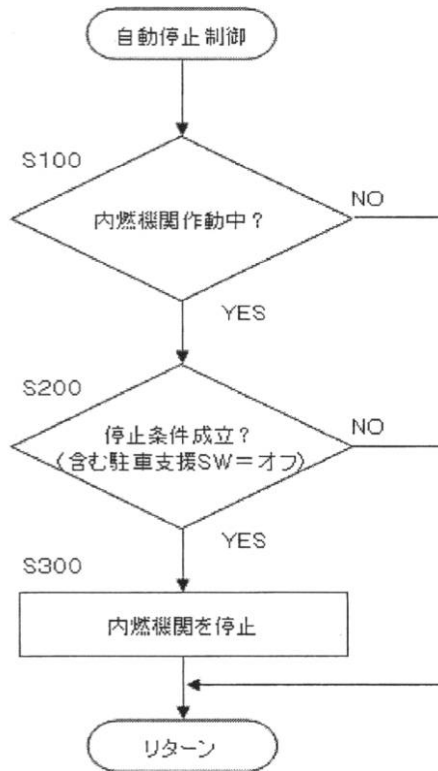 自動停止制御
S100
内燃機関作動中？
NO
YES
S200
停止条件成立？
（含む駐車支援SW＝オフ）
NO
YES
S300
内燃機関を停止
リターン